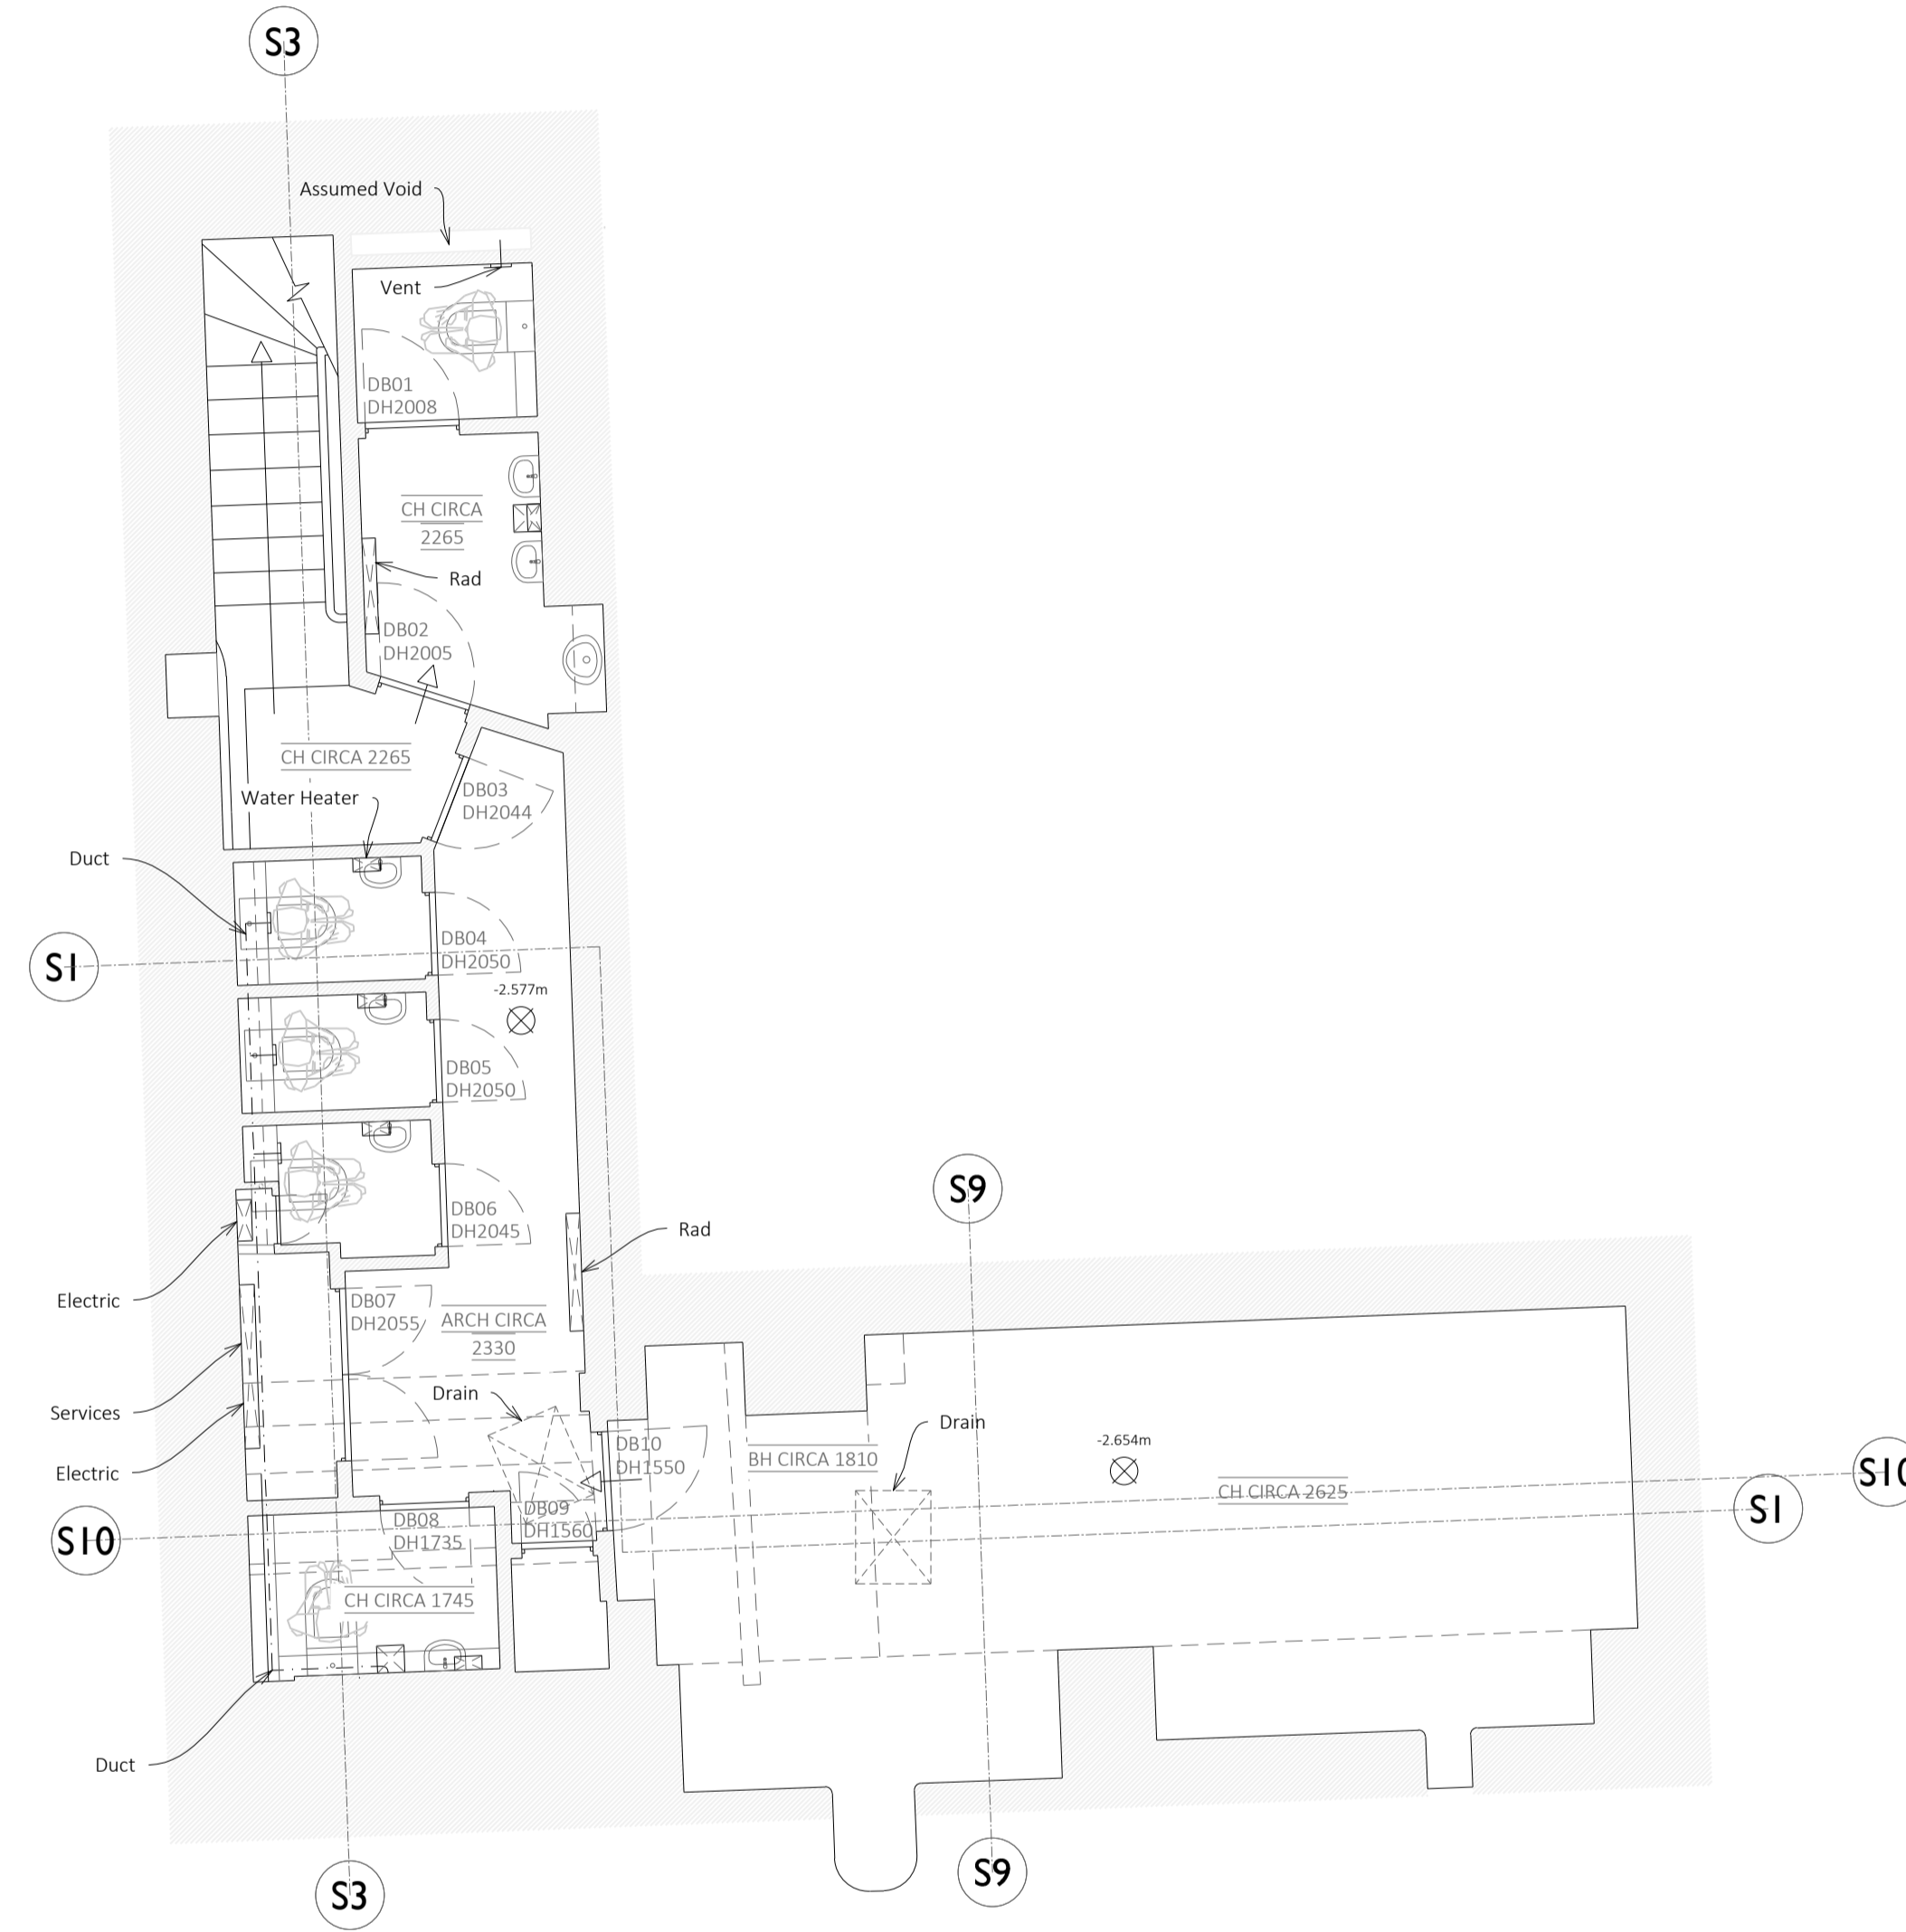 S3
Assumed Void
Vent
DB01
DH2008
CH CIRCA
2265
Rad
DB02
DH2005
CH CIRCA 2265
DB03
DH2044
Water Heater
Duct
DB04
DH2050
S1
-2.577m
DB05
DH2050
S9
DB06
DH2045
Rad
Electric
DB07
DH2055
ARCH CIRCA
2330
Drain
Services
Drain
DB10
DH1550
BH CIRCA 1810
-2.654m
Electric
S10
CH CIRCA 2625
DB09
DH1560
S1
DB08
DH1735
S10
CH CIRCA 1745
Duct
S9
S3